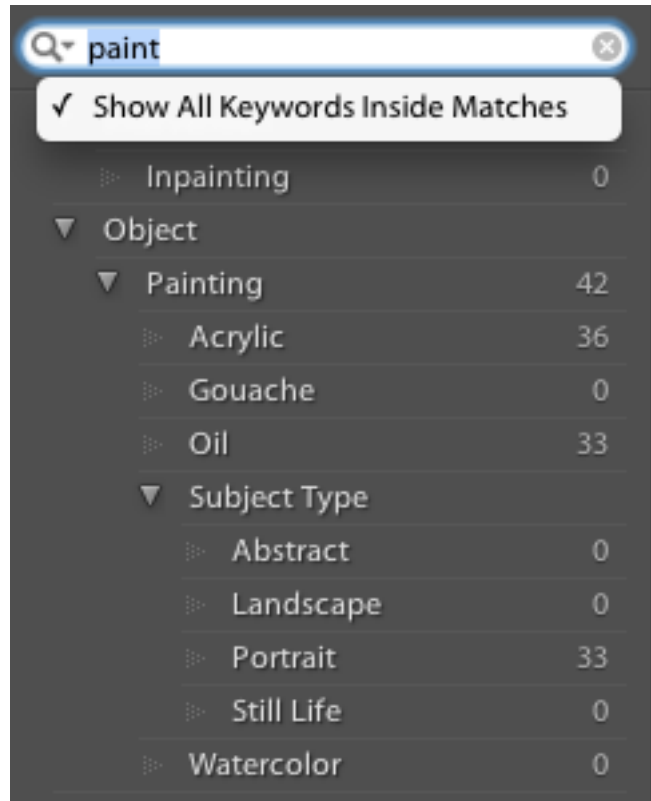 paint
✓ Show All Keywords Inside Matches
Inpainting 0
Object
Painting 42
Acrylic 36
Gouache 0
Oil 33
Subject Type
Abstract 0
Landscape 0
Portrait 33
Still Life 0
Watercolor 0